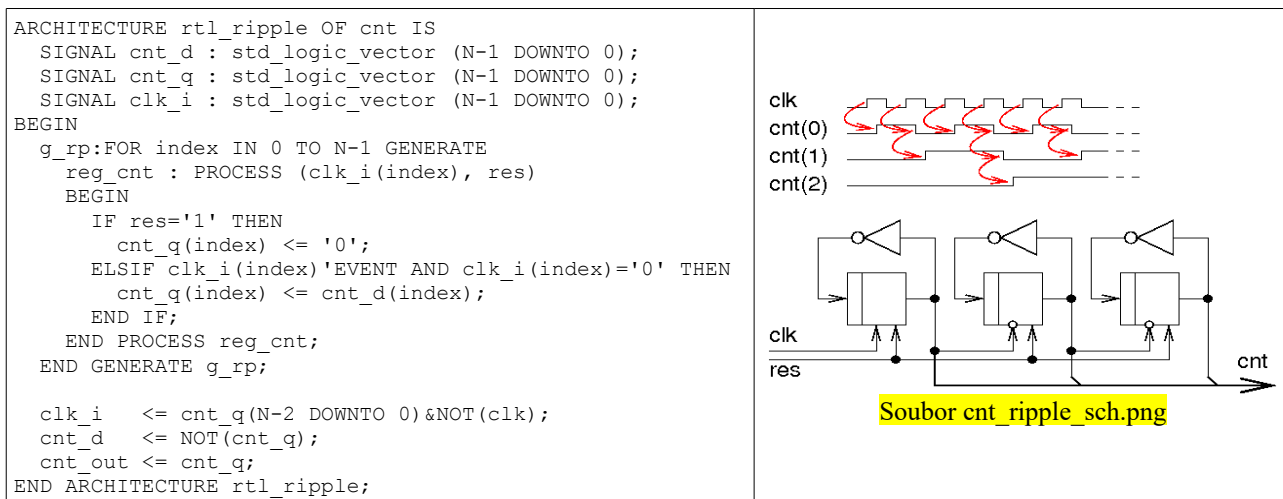 ARCHITECTURE rtl_ripple OF cnt IS
  SIGNAL cnt_d : std_logic_vector (N-1 DOWNTO 0);
  SIGNAL cnt_q : std_logic_vector (N-1 DOWNTO 0);
  SIGNAL clk_i : std_logic_vector (N-1 DOWNTO 0);
BEGIN
  g_rp:FOR index IN 0 TO N-1 GENERATE
    reg_cnt : PROCESS (clk_i(index), res)
    BEGIN
      IF res='1' THEN
        cnt_q(index) <= '0';
      ELSIF clk_i(index)'EVENT AND clk_i(index)='0' THEN
        cnt_q(index) <= cnt_d(index);
      END IF;
    END PROCESS reg_cnt;
  END GENERATE g_rp;

  clk_i   <= cnt_q(N-2 DOWNTO 0)&NOT(clk);
  cnt_d   <= NOT(cnt_q);
  cnt_out <= cnt_q;
END ARCHITECTURE rtl_ripple;
clk
cnt(0)
cnt(1)
cnt(2)
clk
res
cnt
Soubor cnt_ripple_sch.png